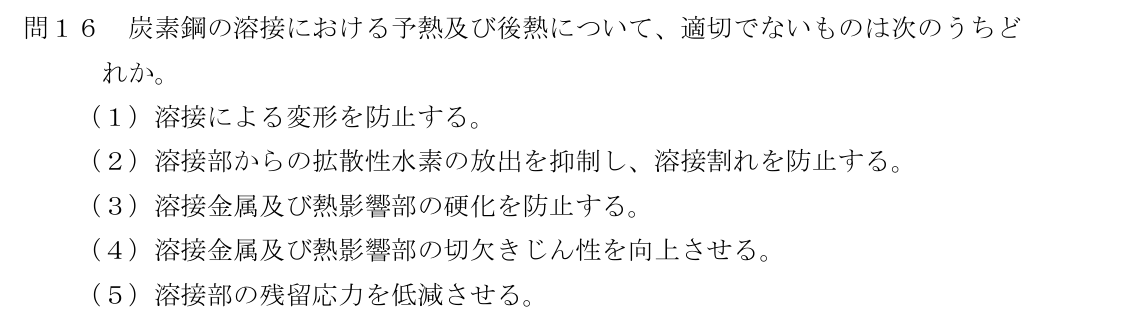 問１６　炭素鋼の溶接における予熱及び後熱について、適切でないものは次のうちど
れか。
（１）溶接による変形を防止する。
（２）溶接部からの拡散性水素の放出を抑制し、溶接割れを防止する。
（３）溶接金属及び熱影響部の硬化を防止する。
（４）溶接金属及び熱影響部の切欠きじん性を向上させる。
（５）溶接部の残留応力を低減させる。